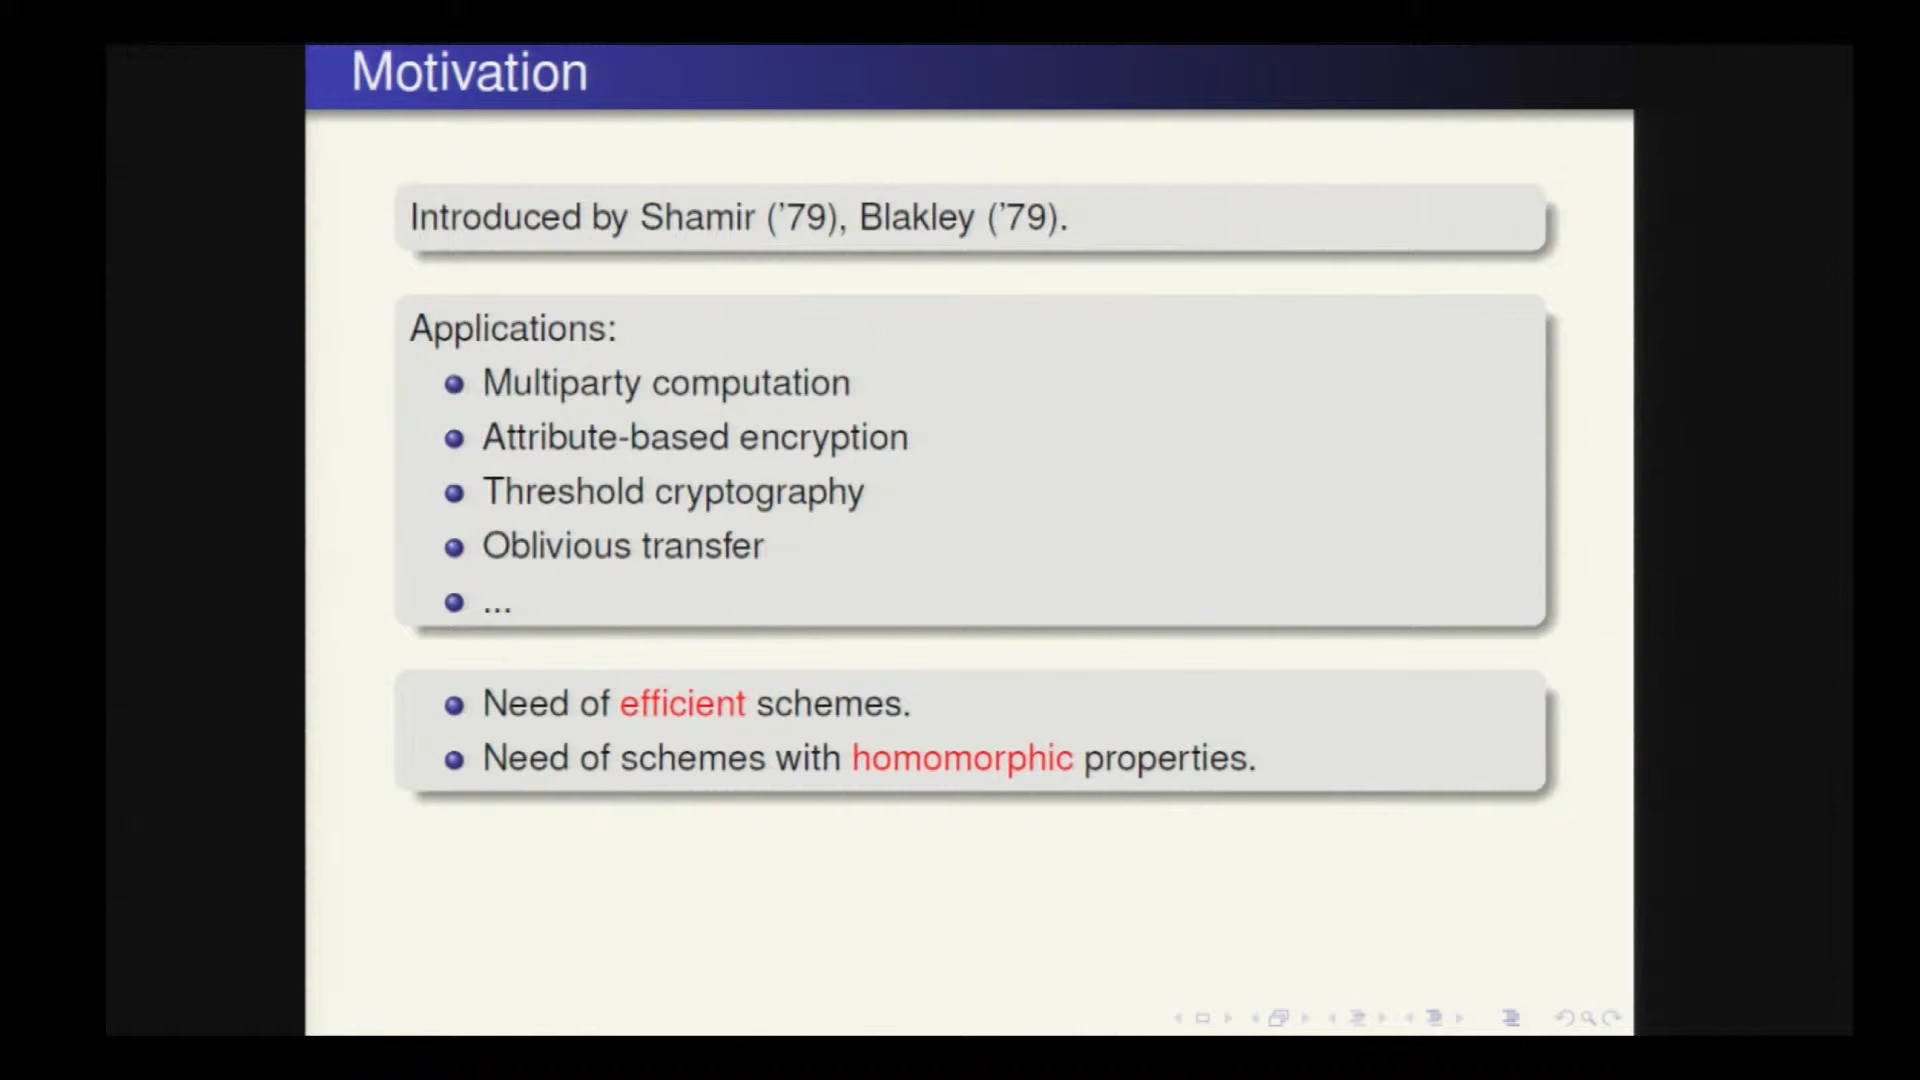 Motivation
Introduced by Shamir ('79), Blakley ('79).
Applications:
Multiparty computation
Attribute-based encryption
Threshold cryptography
Oblivious transfer
...
Need of efficient schemes.
Need of schemes with homomorphic properties.